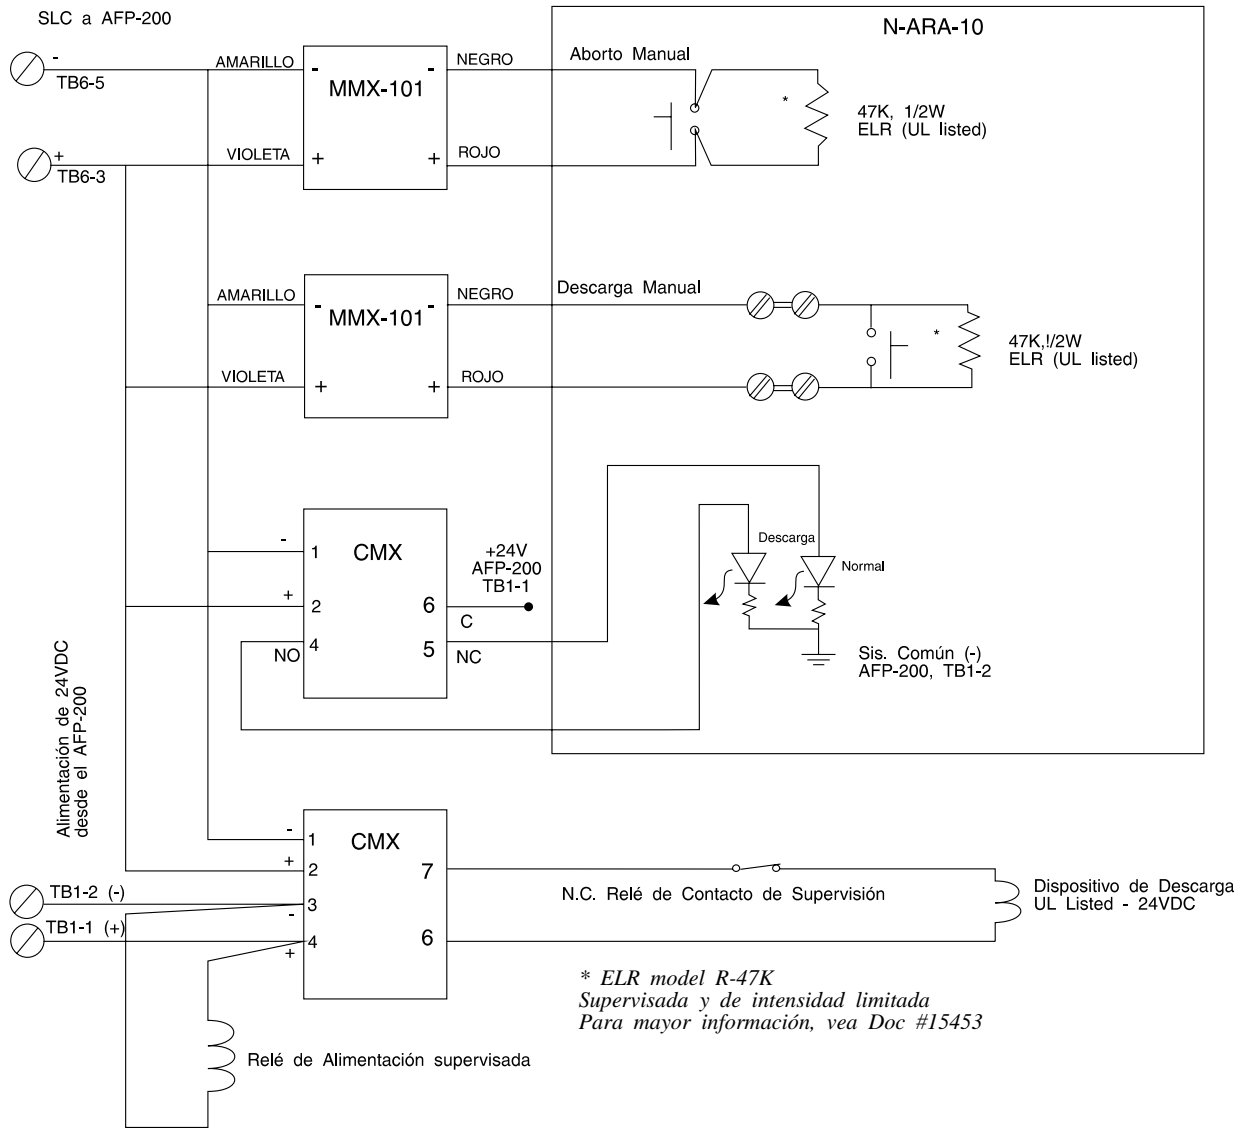 SLC a AFP-200
N-ARA-10
-
TB6-5
AMARILLO
-
-
NEGRO
Aborto Manual
MMX-101
*
47K, 1/2W
ELR (UL listed)
+
TB6-3
VIOLETA
+
+
ROJO
AMARILLO
-
-
NEGRO
Descarga Manual
MMX-101
*
47K,!/2W
ELR (UL listed)
VIOLETA
+
+
ROJO
-
1
CMX
+24V
AFP-200
TB1-1
Descarga
Normal
+
2
6
C
NO
4
5
NC
Sis. Común (-)
AFP-200, TB1-2
Alimentación de 24VDC
desde el AFP-200
-
1
CMX
+
2
7
N.C. Relé de Contacto de Supervisión
Dispositivo de Descarga
UL Listed - 24VDC
TB1-2 (-)
3
-
TB1-1 (+)
4
+
6
* ELR model R-47K
Supervisada y de intensidad limitada
Para mayor información, vea Doc #15453
Relé de Alimentación supervisada